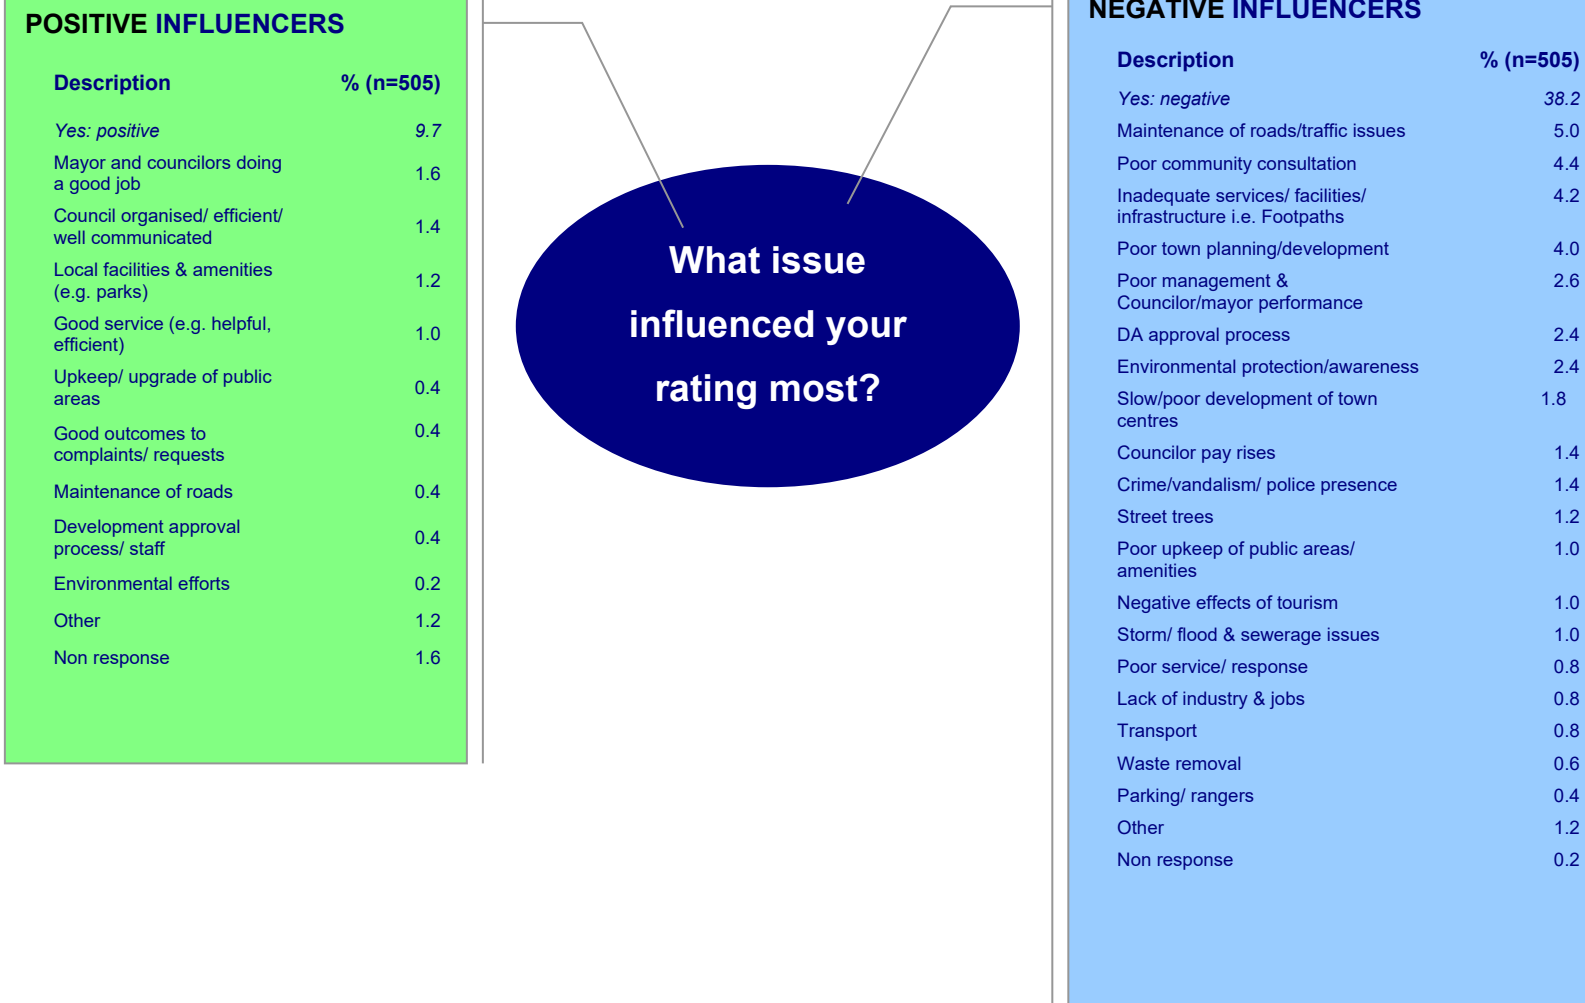 POSITIVE INFLUENCERS
Description % (n=505)
Yes: positive 9.7
Mayor and councilors doing
a good job 1.6
Council organised/ efficient/
well communicated 1.4
Local facilities & amenities
(e.g. parks) 1.2
Good service (e.g. helpful,
efficient) 1.0
Upkeep/ upgrade of public
areas 0.4
Good outcomes to 0.4
complaints/ requests
Maintenance of roads 0.4
Development approval
process/ staff 0.4
Environmental efforts 0.2
Other 1.2
Non response 1.6
What issue
influenced your
rating most?
NEGATIVE INFLUENCERS
Description % (n=505)
Yes: negative 38.2
Maintenance of roads/traffic issues 5.0
Poor community consultation 4.4
Inadequate services/ facilities/ 4.2
infrastructure i.e. Footpaths
Poor town planning/development 4.0
Poor management & 2.6
Councilor/mayor performance
DA approval process 2.4
Environmental protection/awareness 2.4
Slow/poor development of town 1.8
centres
Councilor pay rises 1.4
Crime/vandalism/ police presence 1.4
Street trees 1.2
Poor upkeep of public areas/ 1.0
amenities
Negative effects of tourism 1.0
Storm/ flood & sewerage issues 1.0
Poor service/ response 0.8
Lack of industry & jobs 0.8
Transport 0.8
Waste removal 0.6
Parking/ rangers 0.4
Other 1.2
Non response 0.2